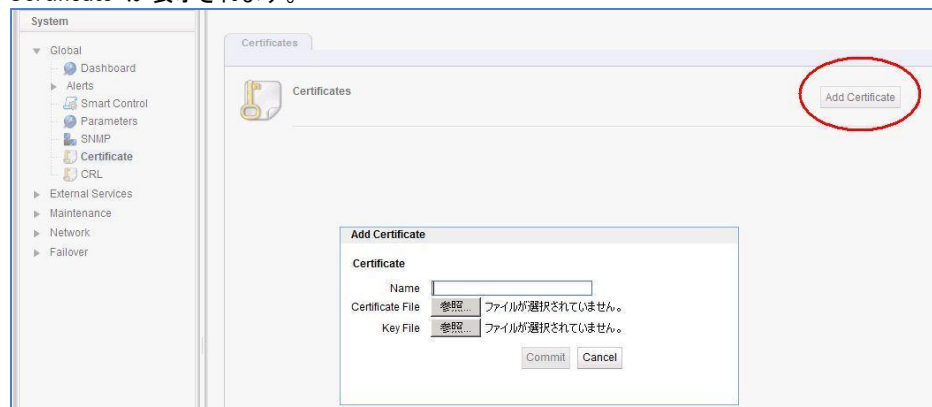 Certificate が表示されます。
System
Global
Dashboard
Alerts
Smart Control
Parameters
SNMP
Certificate
CRL
External Services
Maintenance
Network
Failover
Certificates
Certificates
Add Certificate
Add Certificate
Certificate
Name
Certificate File 参照... ファイルが選択されていません。
Key File 参照... ファイルが選択されていません。
Commit Cancel